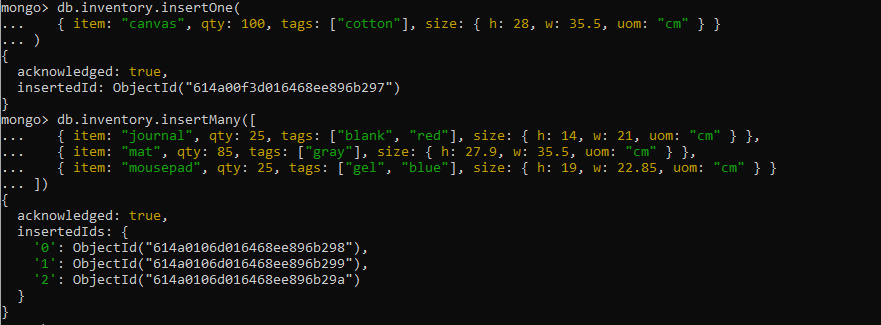 mongo> db.inventory.insertOne(
...     { item: "canvas", qty: 100, tags: ["cotton"], size: { h: 28, w: 35.5, uom: "cm" } }
... )
{
  acknowledged: true,
  insertedId: ObjectId("614a00f3d016468ee896b297")
}
mongo> db.inventory.insertMany([
...     { item: "journal", qty: 25, tags: ["blank", "red"], size: { h: 14, w: 21, uom: "cm" } },
...     { item: "mat", qty: 85, tags: ["gray"], size: { h: 27.9, w: 35.5, uom: "cm" } },
...     { item: "mousepad", qty: 25, tags: ["gel", "blue"], size: { h: 19, w: 22.85, uom: "cm" } }
... ])
{
  acknowledged: true,
  insertedIds: {
    '0': ObjectId("614a0106d016468ee896b298"),
    '1': ObjectId("614a0106d016468ee896b299"),
    '2': ObjectId("614a0106d016468ee896b29a")
  }
}